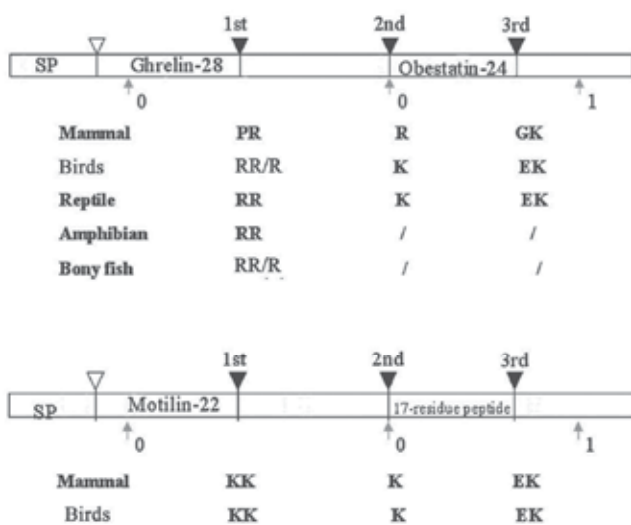 1st 2nd 3rd
SP Ghrelin-28 Obestatin-24
0 0 1
Mammal PR R GK
Birds RR/R K EK
Reptile RR K EK
Amphibian RR / /
Bony fish RR/R / /
1st 2nd 3rd
SP Motilin-22 17-residue peptide
0 0 1
Mammal KK K EK
Birds KK K EK